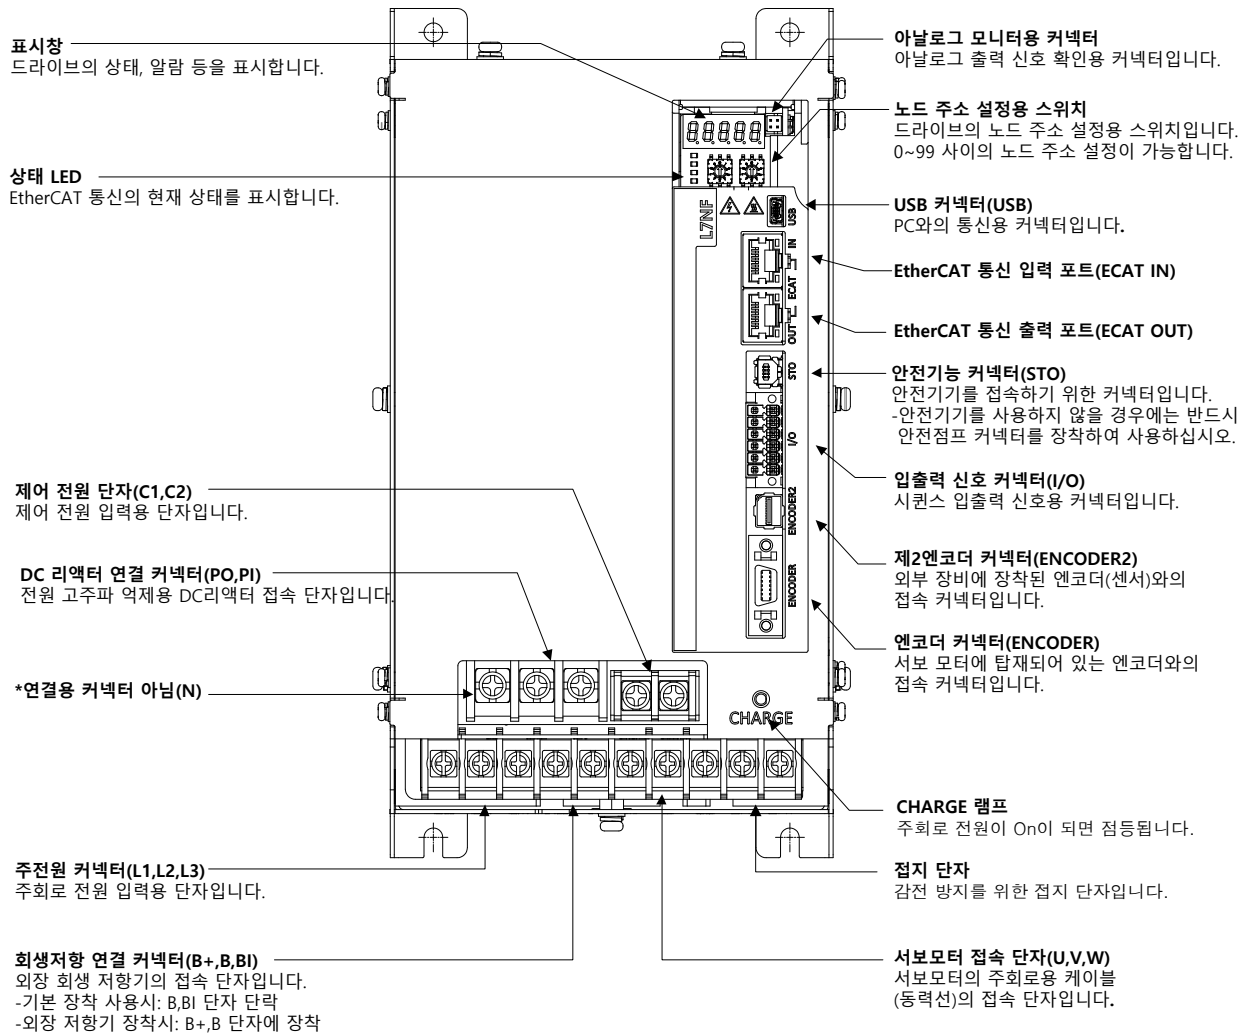 표시창
드라이브의 상태, 알람 등을 표시합니다.
상태 LED
EtherCAT 통신의 현재 상태를 표시합니다.
제어 전원 단자(C1,C2)
제어 전원 입력용 단자입니다.
DC 리액터 연결 커넥터(PO,PI)
전원 고주파 억제용 DC리액터 접속 단자입니다.
*연결용 커넥터 아님(N)
주전원 커넥터(L1,L2,L3)
주회로 전원 입력용 단자입니다.
회생저항 연결 커넥터(B+,B,BI)
외장 회생 저항기의 접속 단자입니다.
-기본 장착 사용시: B,BI 단자 단락
-외장 저항기 장착시: B+,B 단자에 장착
88888
L7NF
USB
IN
ECAT
OUT
STO
I/O
ENCODER2
ENCODER
CHARGE
아날로그 모니터용 커넥터
아날로그 출력 신호 확인용 커넥터입니다.
노드 주소 설정용 스위치
드라이브의 노드 주소 설정용 스위치입니다.
0~99 사이의 노드 주소 설정이 가능합니다.
USB 커넥터(USB)
PC와의 통신용 커넥터입니다.
EtherCAT 통신 입력 포트(ECAT IN)
EtherCAT 통신 출력 포트(ECAT OUT)
안전기능 커넥터(STO)
안전기기를 접속하기 위한 커넥터입니다.
-안전기기를 사용하지 않을 경우에는 반드시
안전점프 커넥터를 장착하여 사용하십시오.
입출력 신호 커넥터(I/O)
시퀀스 입출력 신호용 커넥터입니다.
제2엔코더 커넥터(ENCODER2)
외부 장비에 장착된 엔코더(센서)와의
접속 커넥터입니다.
엔코더 커넥터(ENCODER)
서보 모터에 탑재되어 있는 엔코더와의
접속 커넥터입니다.
CHARGE 램프
주회로 전원이 On이 되면 점등됩니다.
접지 단자
감전 방지를 위한 접지 단자입니다.
서보모터 접속 단자(U,V,W)
서보모터의 주회로용 케이블
(동력선)의 접속 단자입니다.